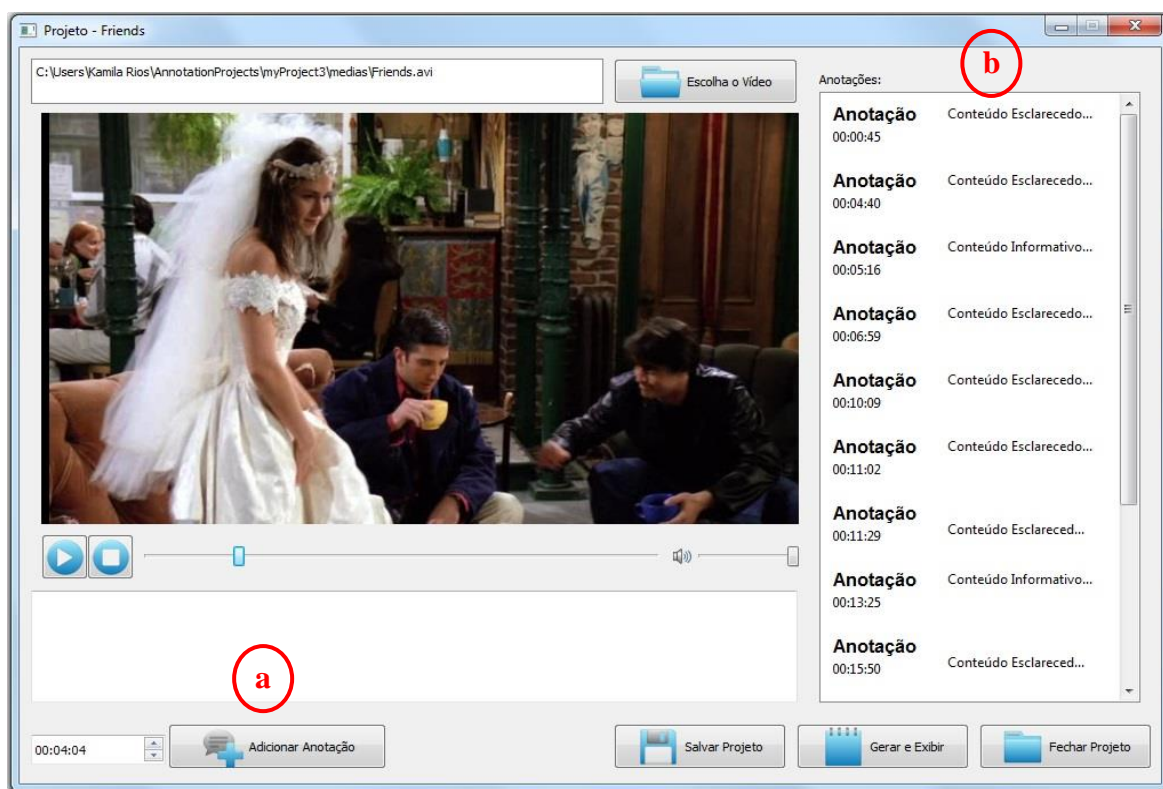 Projeto - Friends
C:\Users\Kamila Rios\AnnotationProjects\myProject3\medias\Friends.avi
Escolha o Vídeo
Anotações:
b
Anotação Conteúdo Esclarecedo...
00:00:45
Anotação Conteúdo Esclarecedo...
00:04:40
Anotação Conteúdo Informativo...
00:05:16
Anotação Conteúdo Esclarecedo...
00:06:59
Anotação Conteúdo Esclarecedo...
00:10:09
Anotação Conteúdo Esclarecedo...
00:11:02
Anotação
00:11:29 Conteúdo Esclareced...
Anotação Conteúdo Informativo...
00:13:25
Anotação
00:15:50 Conteúdo Esclareced...
a
00:04:04
Adicionar Anotação
Salvar Projeto
Gerar e Exibir
Fechar Projeto